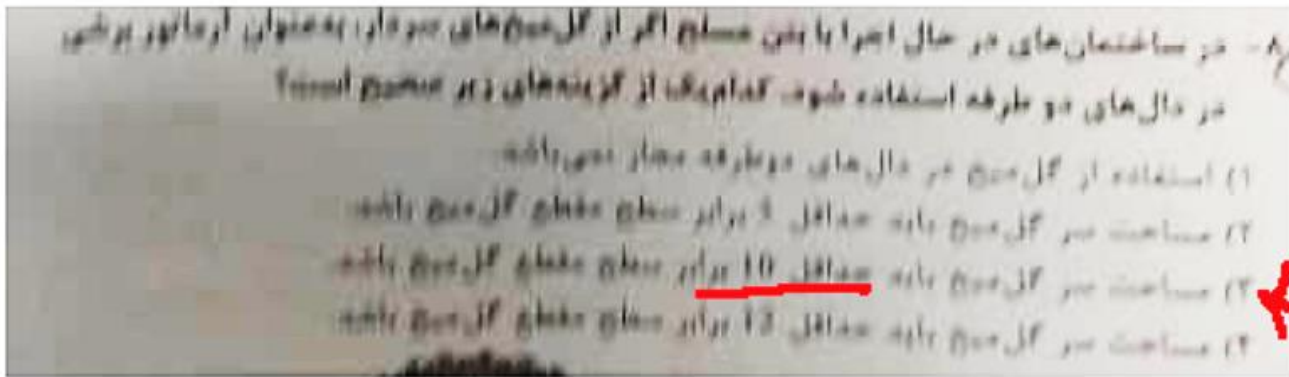 ۸- در ساختمان‌های در حال اجرا با بتن مسلح اگر از گل‌میخ‌های سردار، به‌عنوان آرماتور برشی
در دال‌های دو طرفه استفاده شود، کدام‌یک از گزینه‌های زیر صحیح است؟
۱) استفاده از گل‌میخ در دال‌های دوطرفه مجاز نمی‌باشد.
۲) مساحت سر گل‌میخ باید حداقل برابر سطح مقطع گل‌میخ باشد.
۳) مساحت سر گل‌میخ باید حداقل 10 برابر سطح مقطع گل‌میخ باشد.
۴) مساحت سر گل‌میخ باید حداقل برابر سطح مقطع گل‌میخ باشد.